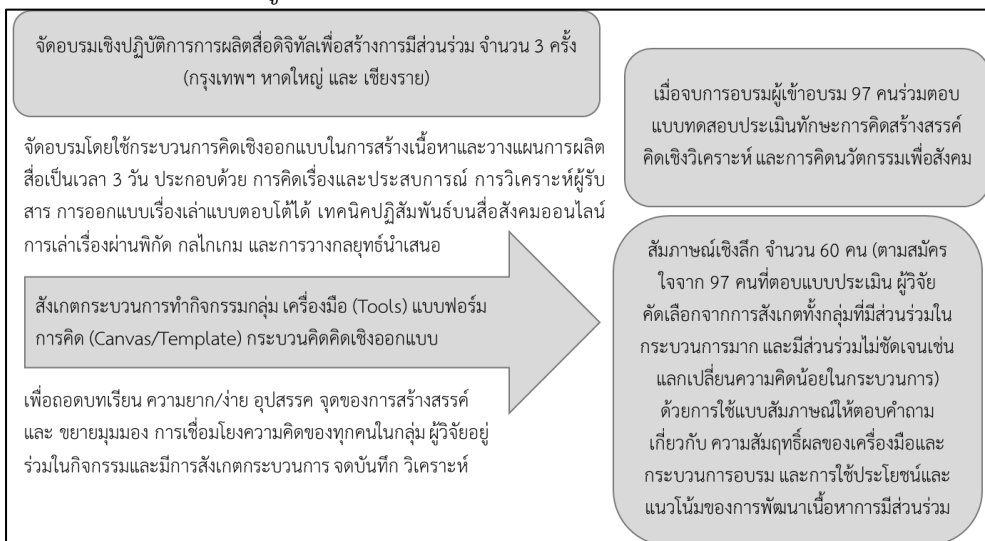 จัดอบรมเชิงปฏิบัติการการผลิตสื่อดิจิทัลเพื่อสร้างการมีส่วนร่วม จำนวน 3 ครั้ง
(กรุงเทพฯ หาดใหญ่ และ เชียงราย)
จัดอบรมโดยใช้กระบวนการคิดเชิงออกแบบในการสร้างเนื้อหาและวางแผนการผลิต
สื่อเป็นเวลา 3 วัน ประกอบด้วย การคิดเรื่องและประสบการณ์ การวิเคราะห์ผู้รับ
สาร การออกแบบเรื่องเล่าแบบตอบโต้ได้ เทคนิคปฏิสัมพันธ์บนสื่อสังคมออนไลน์
การเล่าเรื่องผ่านพิกัด กลไกเกม และการวางกลยุทธ์นำเสนอ
สังเกตกระบวนการทำกิจกรรมกลุ่ม เครื่องมือ (Tools) แบบฟอร์ม
การคิด (Canvas/Template) กระบวนคิดคิดเชิงออกแบบ
เพื่อถอดบทเรียน ความยาก/ง่าย อุปสรรค จุดของการสร้างสรรค์
และ ขยายมุมมอง การเชื่อมโยงความคิดของทุกคนในกลุ่ม ผู้วิจัยอยู่
ร่วมในกิจกรรมและมีการสังเกตกระบวนการ จดบันทึก วิเคราะห์
เมื่อจบการอบรมผู้เข้าอบรม 97 คนร่วมตอบ
แบบทดสอบประเมินทักษะการคิดสร้างสรรค์
คิดเชิงวิเคราะห์ และการคิดนวัตกรรมเพื่อสังคม
สัมภาษณ์เชิงลึก จำนวน 60 คน (ตามสมัคร
ใจจาก 97 คนที่ตอบแบบประเมิน ผู้วิจัย
คัดเลือกจากการสังเกตทั้งกลุ่มที่มีส่วนร่วมใน
กระบวนการมาก และมีส่วนร่วมไม่ชัดเจนเช่น
แลกเปลี่ยนความคิดน้อยในกระบวนการ)
ด้วยการใช้แบบสัมภาษณ์ให้ตอบคำถาม
เกี่ยวกับ ความสัมฤทธิ์ผลของเครื่องมือและ
กระบวนการอบรม และการใช้ประโยชน์และ
แนวโน้มของการพัฒนาเนื้อหาการมีส่วนร่วม